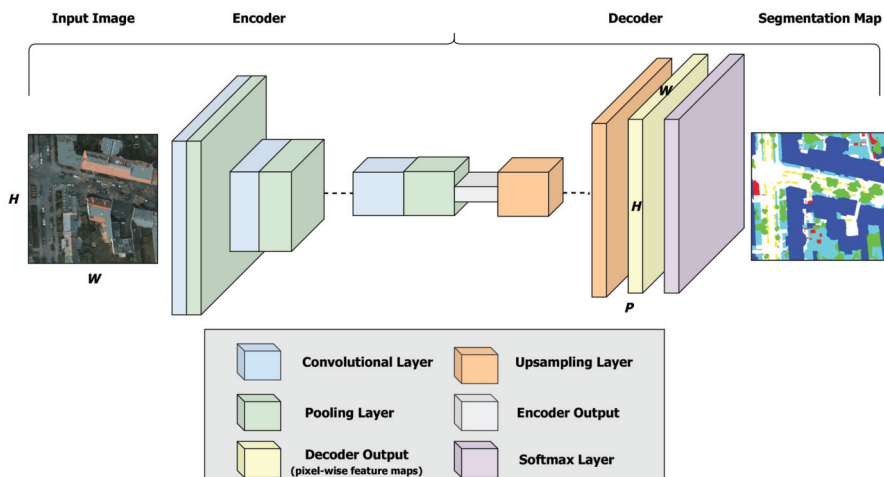 Input Image
Encoder
Decoder
Segmentation Map
H
W
W
H
P
Convolutional Layer
Upsampling Layer
Pooling Layer
Encoder Output
Decoder Output
(pixel-wise feature maps)
Softmax Layer